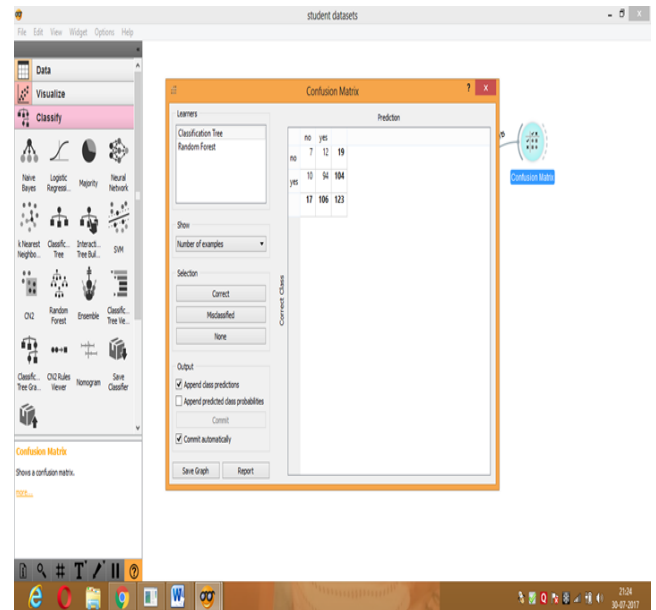 student datasets
File Edit View Widget Options Help
Data
Visualize
Classify
Naive Bayes
Logistic Regressi...
Majority
Neural Network
k Nearest Neighbo...
Classific... Tree
Interacti... Tree Buil...
SVM
CN2
Random Forest
Ensemble
Classific... Tree Vie...
Classific... Tree Gra...
CN2 Rules Viewer
Nomogram
Save Classifier
Confusion Matrix
Shows a confusion matrix.
more...
Confusion Matrix
? x
Learners
Classification Tree
Random Forest
Show
Number of examples
Selection
Correct
Misclassified
None
Output
Append class predictions
Append predicted class probabilities
Commit
Commit automatically
Save Graph
Report
Prediction
Correct Class
no yes
no 7 12 19
yes 10 94 104
17 106 123
Confusion Matrix
21:24
30-07-2017